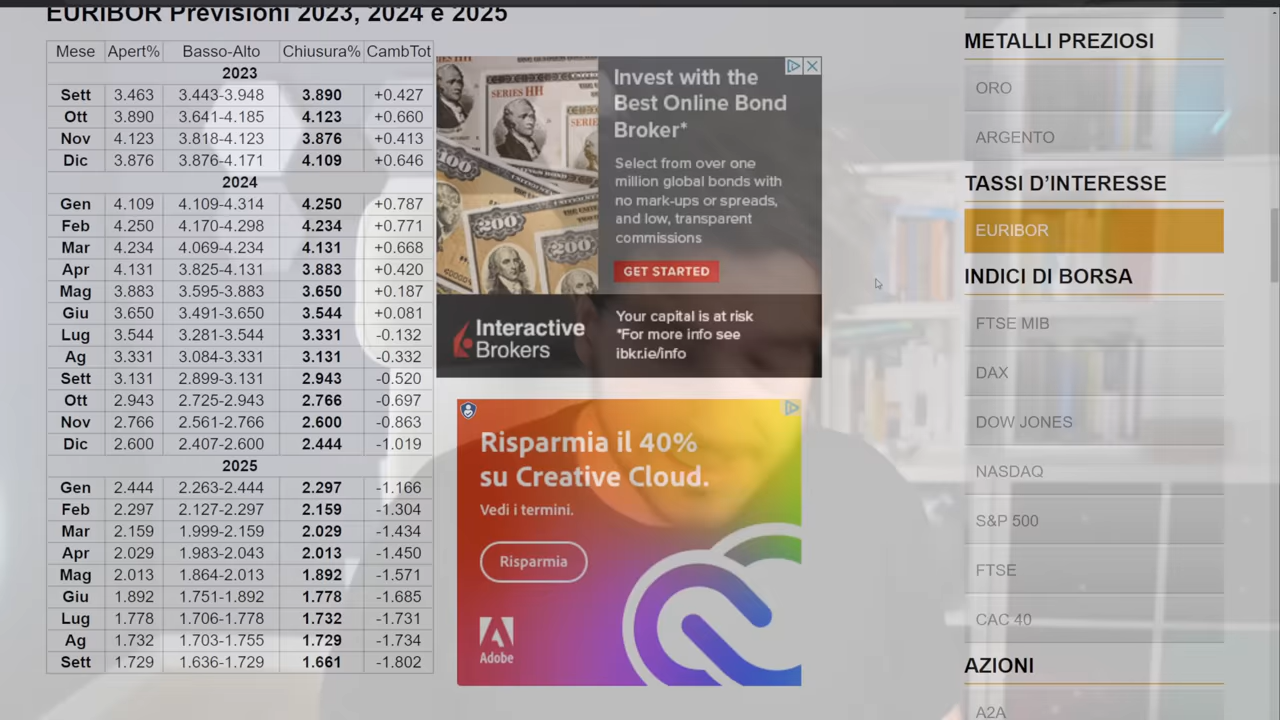 EURIBOR Previsioni 2023, 2024 e 2025
Mese Apert% Basso-Alto Chiusura% CambTot
2023
Sett 3.463 3.443-3.948 3.890 +0.427
Ott 3.890 3.641-4.185 4.123 +0.660
Nov 4.123 3.818-4.123 3.876 +0.413
Dic 3.876 3.876-4.171 4.109 +0.646
2024
Gen 4.109 4.109-4.314 4.250 +0.787
Feb 4.250 4.170-4.298 4.234 +0.771
Mar 4.234 4.069-4.234 4.131 +0.668
Apr 4.131 3.825-4.131 3.883 +0.420
Mag 3.883 3.595-3.883 3.650 +0.187
Giu 3.650 3.491-3.650 3.544 +0.081
Lug 3.544 3.281-3.544 3.331 -0.132
Ag 3.331 3.084-3.331 3.131 -0.332
Sett 3.131 2.899-3.131 2.943 -0.520
Ott 2.943 2.725-2.943 2.766 -0.697
Nov 2.766 2.561-2.766 2.600 -0.863
Dic 2.600 2.407-2.600 2.444 -1.019
2025
Gen 2.444 2.263-2.444 2.297 -1.166
Feb 2.297 2.127-2.297 2.159 -1.304
Mar 2.159 1.999-2.159 2.029 -1.434
Apr 2.029 1.983-2.043 2.013 -1.450
Mag 2.013 1.864-2.013 1.892 -1.571
Giu 1.892 1.751-1.892 1.778 -1.685
Lug 1.778 1.706-1.778 1.732 -1.731
Ag 1.732 1.703-1.755 1.729 -1.734
Sett 1.729 1.636-1.729 1.661 -1.802
SERIES HH
100
200
200
Invest with the
Best Online Bond
Broker*
Select from over one
million global bonds with
no mark-ups or spreads,
and low, transparent
commissions
GET STARTED
Interactive
Brokers
Your capital is at risk
*For more info see
ibkr.ie/info
Risparmia il 40%
su Creative Cloud.
Vedi i termini.
Risparmia
Adobe
METALLI PREZIOSI
ORO
ARGENTO
TASSI D'INTERESSE
EURIBOR
INDICI DI BORSA
FTSE MIB
DAX
DOW JONES
NASDAQ
S&P 500
FTSE
CAC 40
AZIONI
A2A